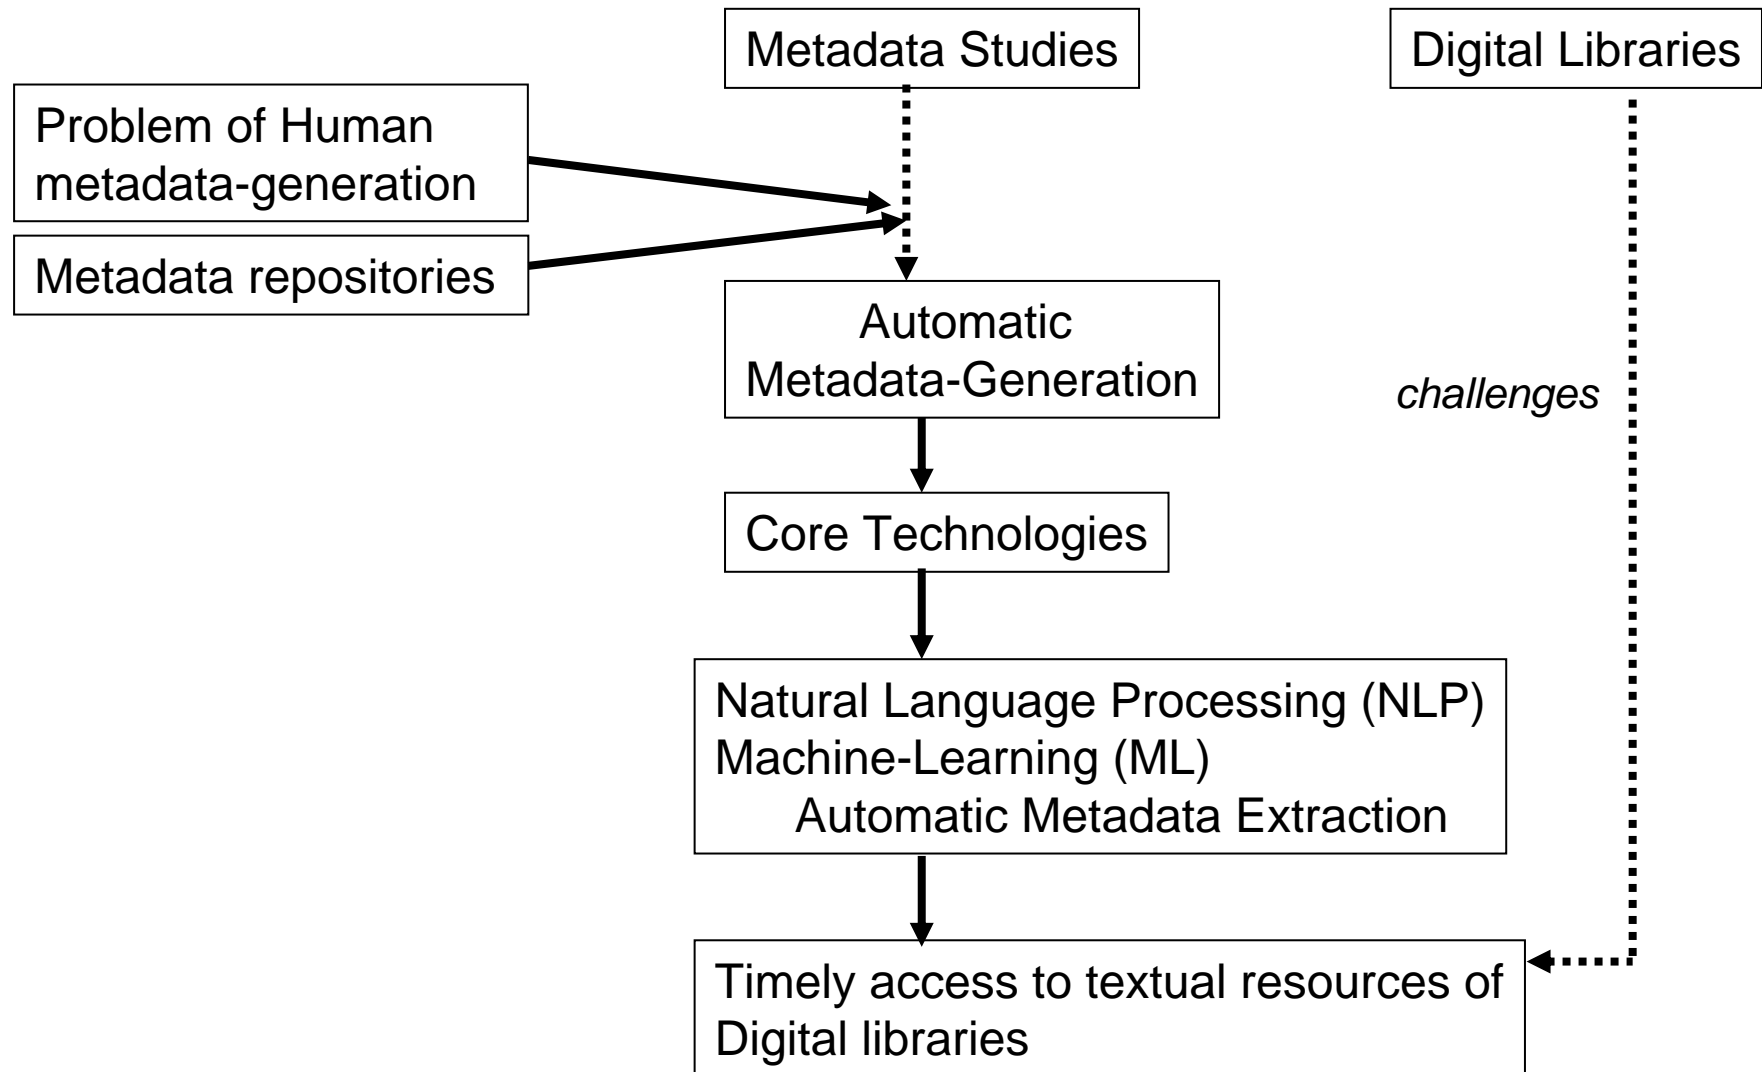 Metadata Studies
Digital Libraries
Problem of Human
metadata-generation
Metadata repositories
Automatic
Metadata-Generation
challenges
Core Technologies
Natural Language Processing (NLP)
Machine-Learning (ML)
Automatic Metadata Extraction
Timely access to textual resources of
Digital libraries